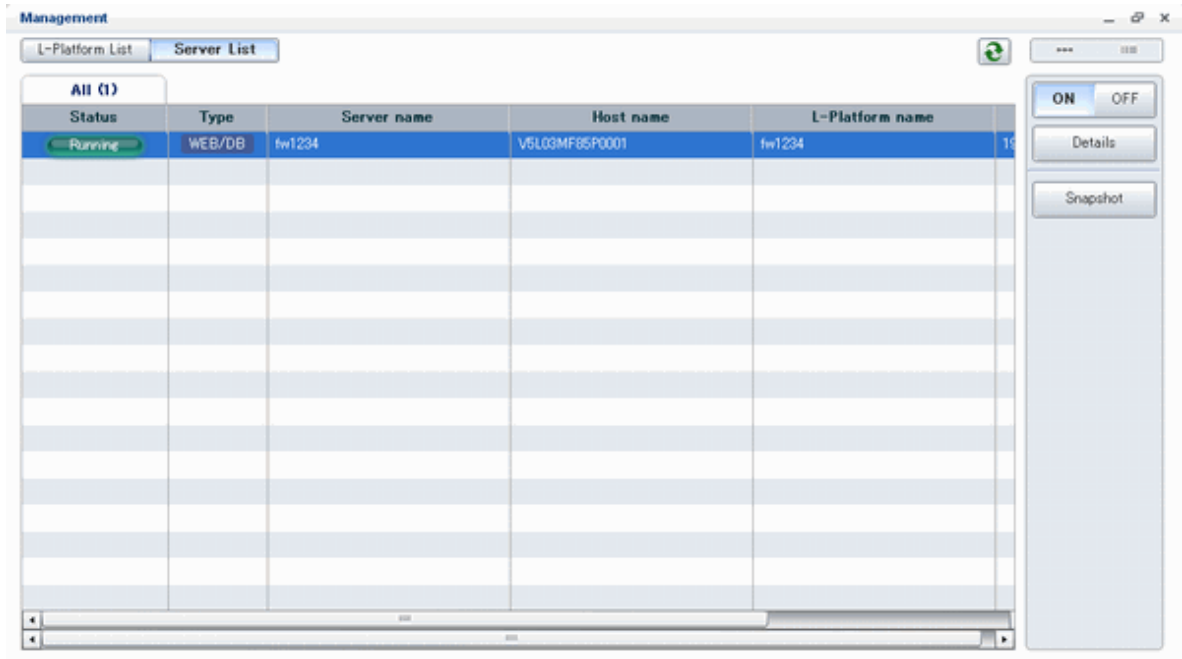 Management
L-Platform List Server List
All (1)
ON OFF
Status Type Server name Host name L-Platform name
Running WEB/DB fw1234 V5L03MF85P0001 fw1234 19
Details
Snapshot